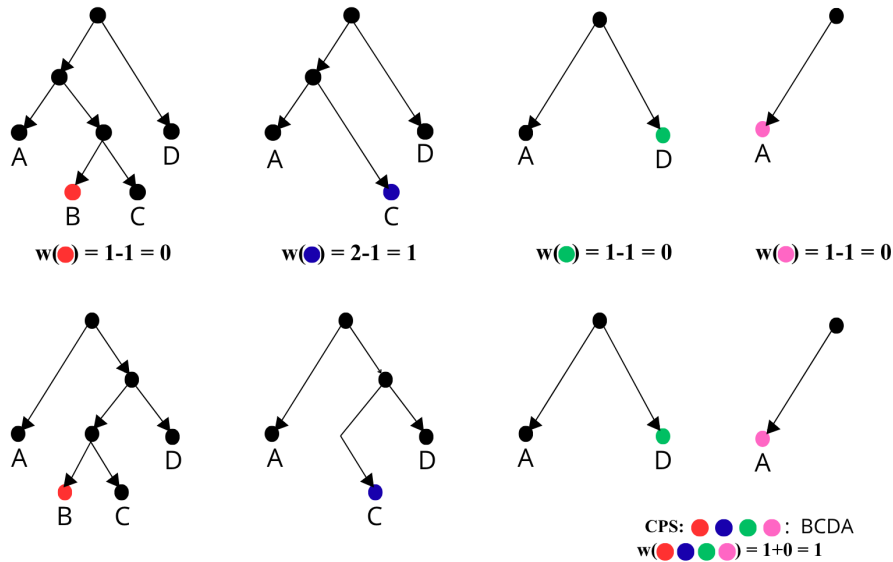 A D A D A D A
B C C
w( ) = 1-1 = 0 w( ) = 2-1 = 1 w( ) = 1-1 = 0 w( ) = 1-1 = 0
A D A D A D A
B C C
CPS: : BCDA
w( ) = 1+0 = 1